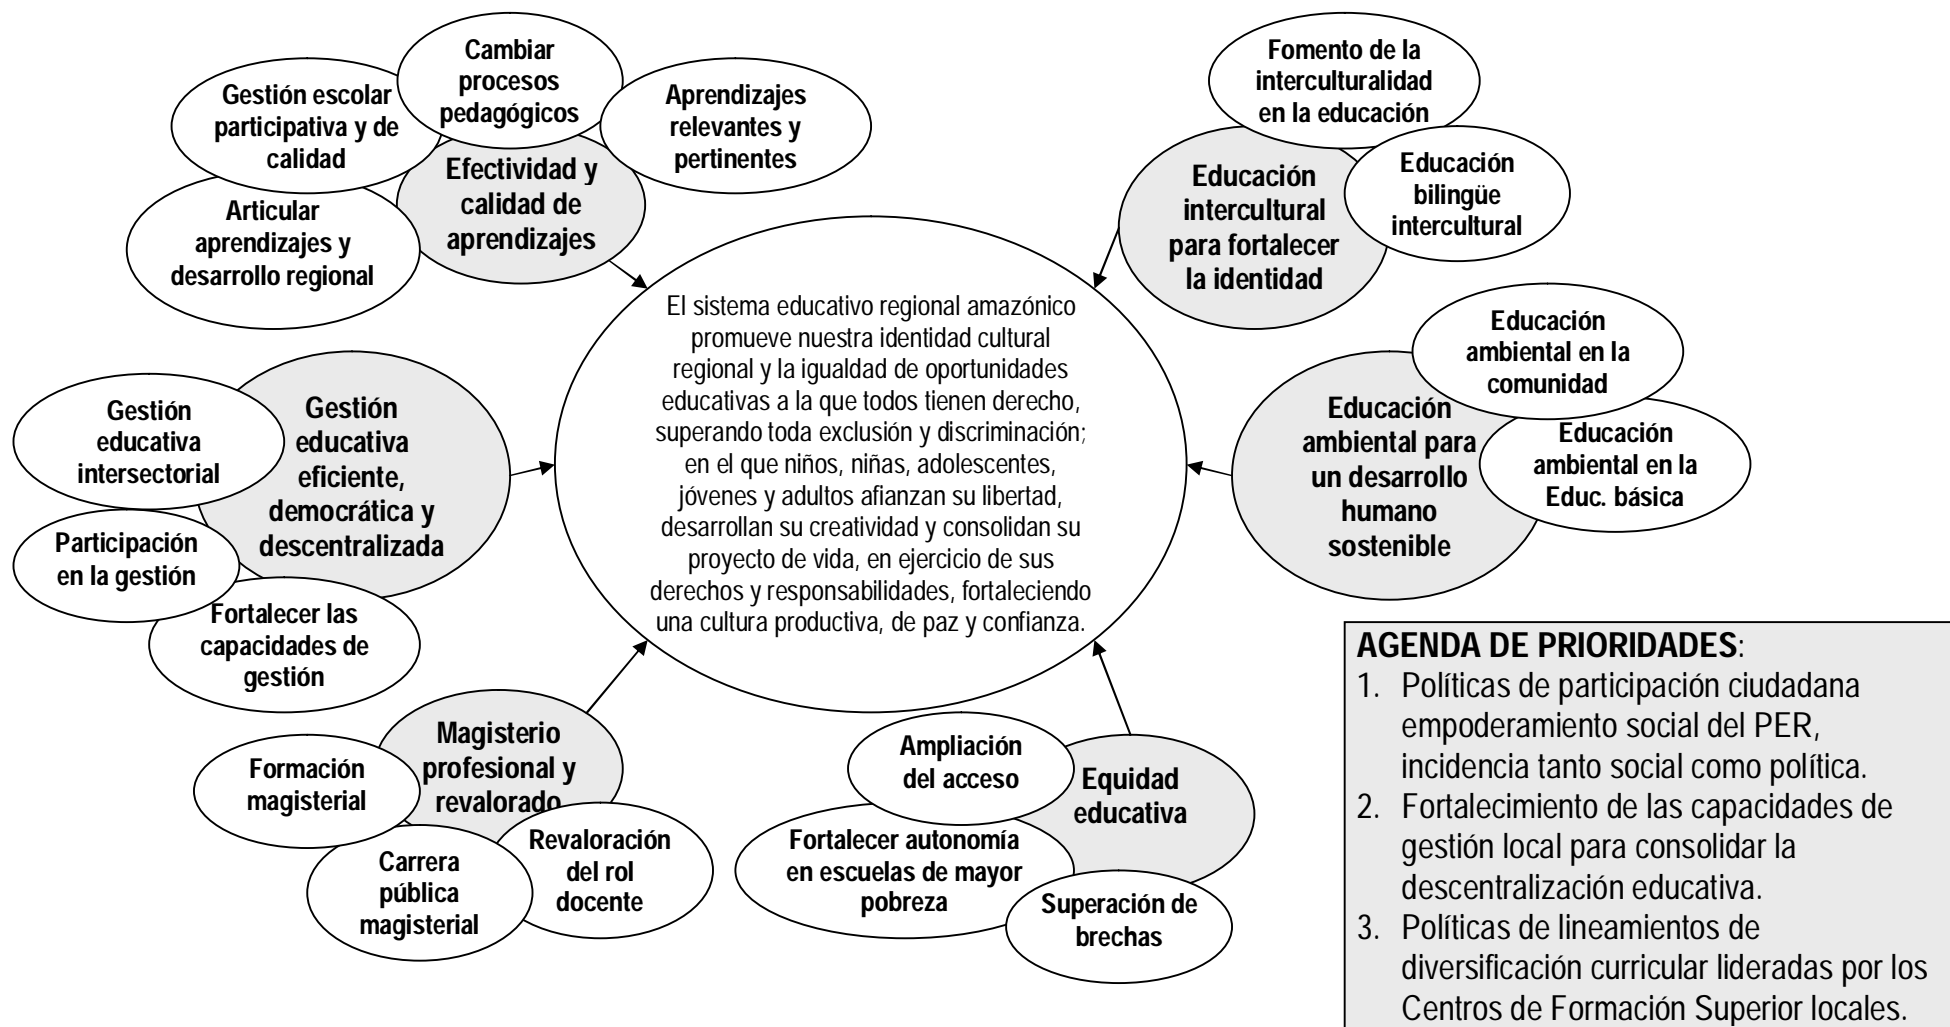 Cambiar
procesos
pedagógicos
Gestión escolar
participativa y de
calidad
Aprendizajes
relevantes y
pertinentes
Articular
aprendizajes y
desarrollo regional
Efectividad y
calidad de
aprendizajes
Fomento de la
interculturalidad
en la educación
Educación
bilingüe
intercultural
Educación
intercultural
para fortalecer
la identidad
El sistema educativo regional amazónico
promueve nuestra identidad cultural
regional y la igualdad de oportunidades
educativas a la que todos tienen derecho,
superando toda exclusión y discriminación;
en el que niños, niñas, adolescentes,
jóvenes y adultos afianzan su libertad,
desarrollan su creatividad y consolidan su
proyecto de vida, en ejercicio de sus
derechos y responsabilidades, fortaleciendo
una cultura productiva, de paz y confianza.
Educación
ambiental en la
comunidad
Educación
ambiental en la
Educ. básica
Educación
ambiental para
un desarrollo
humano
sostenible
Gestión
educativa
intersectorial
Gestión
educativa
eficiente,
democrática y
descentralizada
Participación
en la gestión
Fortalecer las
capacidades de
gestión
Magisterio
profesional y
revalorado
Formación
magisterial
Carrera
pública
magisterial
Revaloración
del rol
docente
Ampliación
del acceso
Equidad
educativa
Fortalecer autonomía
en escuelas de mayor
pobreza
Superación de
brechas
AGENDA DE PRIORIDADES:
1. Políticas de participación ciudadana
empoderamiento social del PER,
incidencia tanto social como política.
2. Fortalecimiento de las capacidades de
gestión local para consolidar la
descentralización educativa.
3. Políticas de lineamientos de
diversificación curricular lideradas por los
Centros de Formación Superior locales.